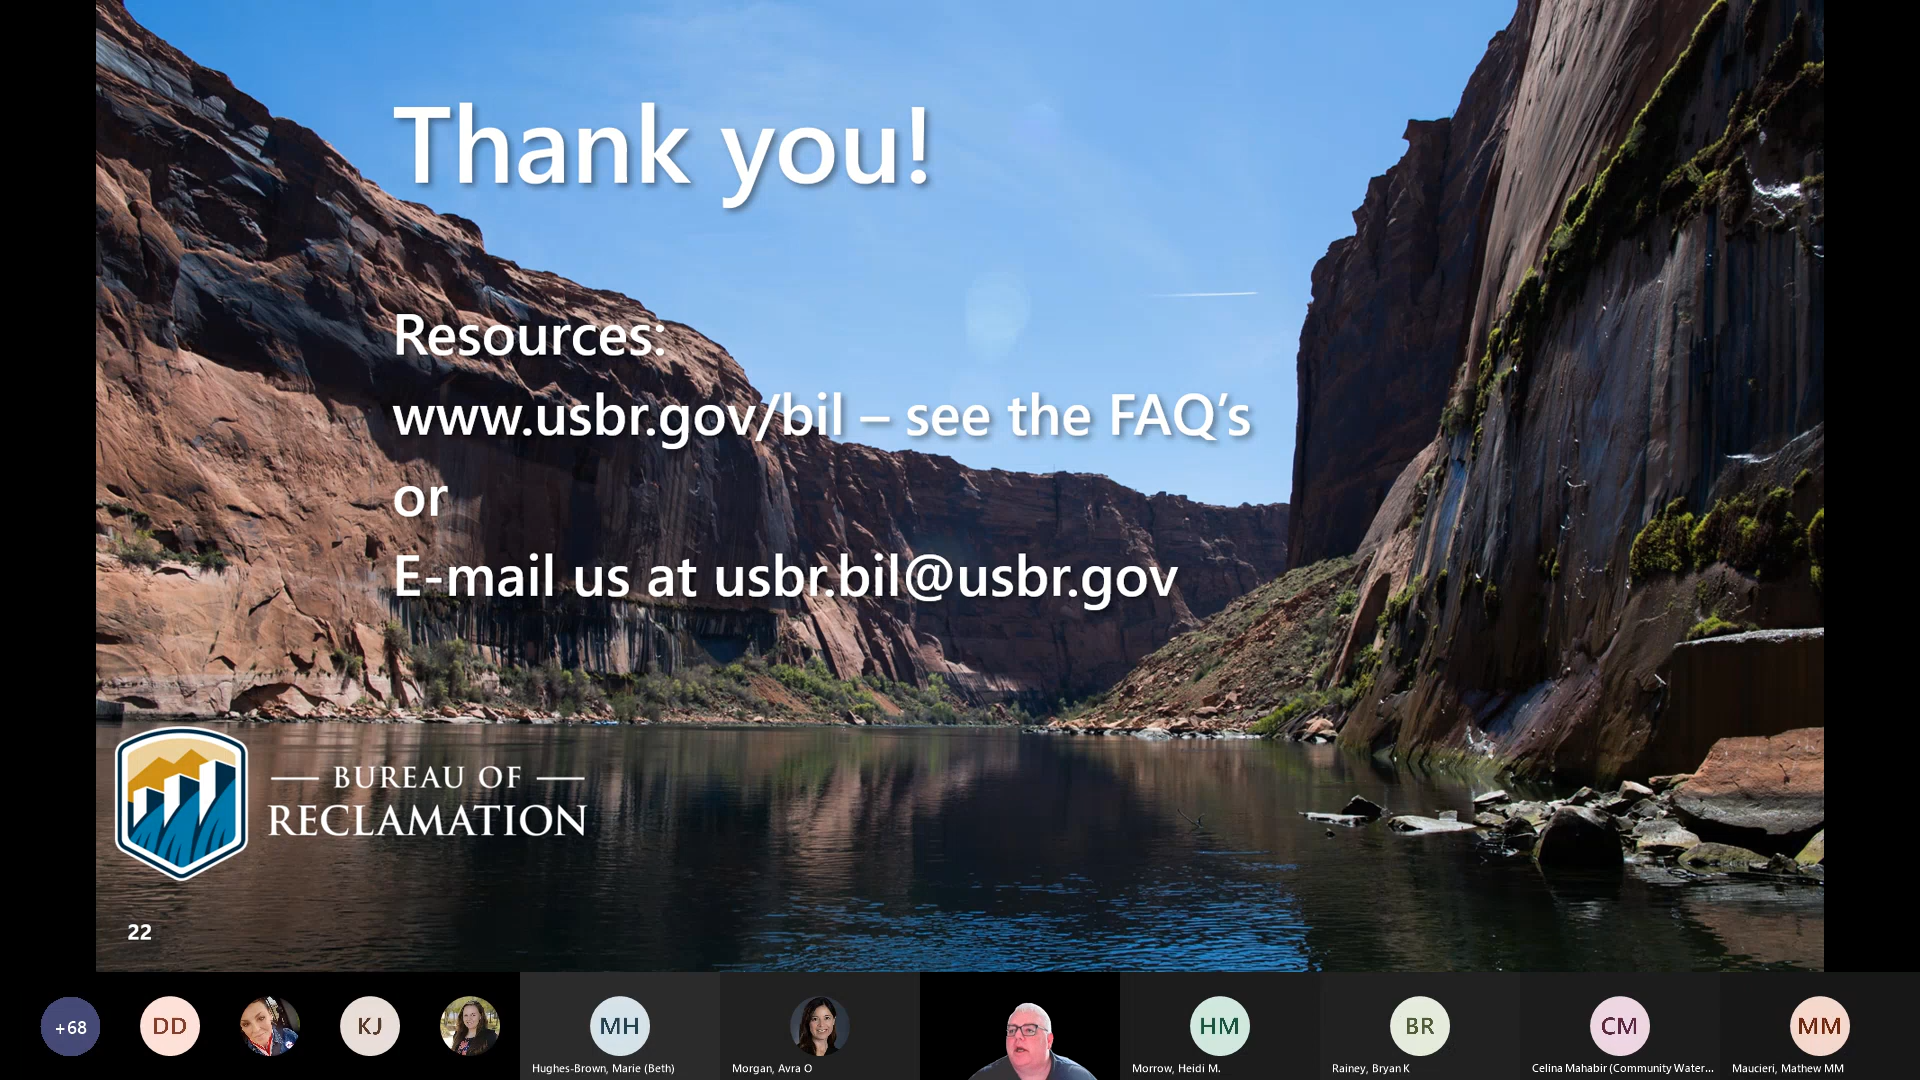 Thank you!
Resources:
www.usbr.gov/bil – see the FAQ’s
or
E-mail us at usbr.bil@usbr.gov
BUREAU OF
RECLAMATION
22
+68
DD
KJ
MH
HM
BR
CM
MM
Hughes-Brown, Marie (Beth)
Morgan, Avra O
Morrow, Heidi M.
Rainey, Bryan K
Celina Mahabir (Community Water...
Maucieri, Mathew MM